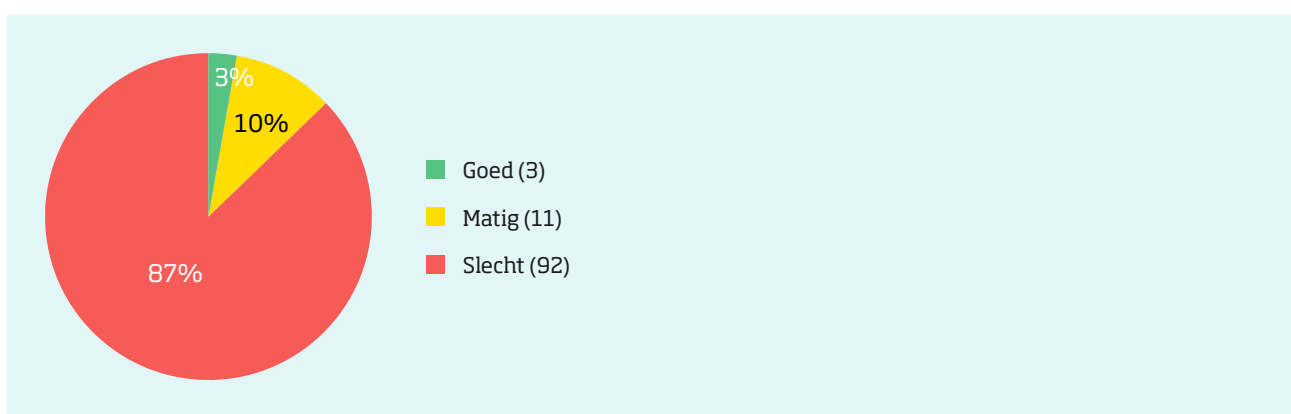 3%
10%
87%
Goed (3)
Matig (11)
Slecht (92)